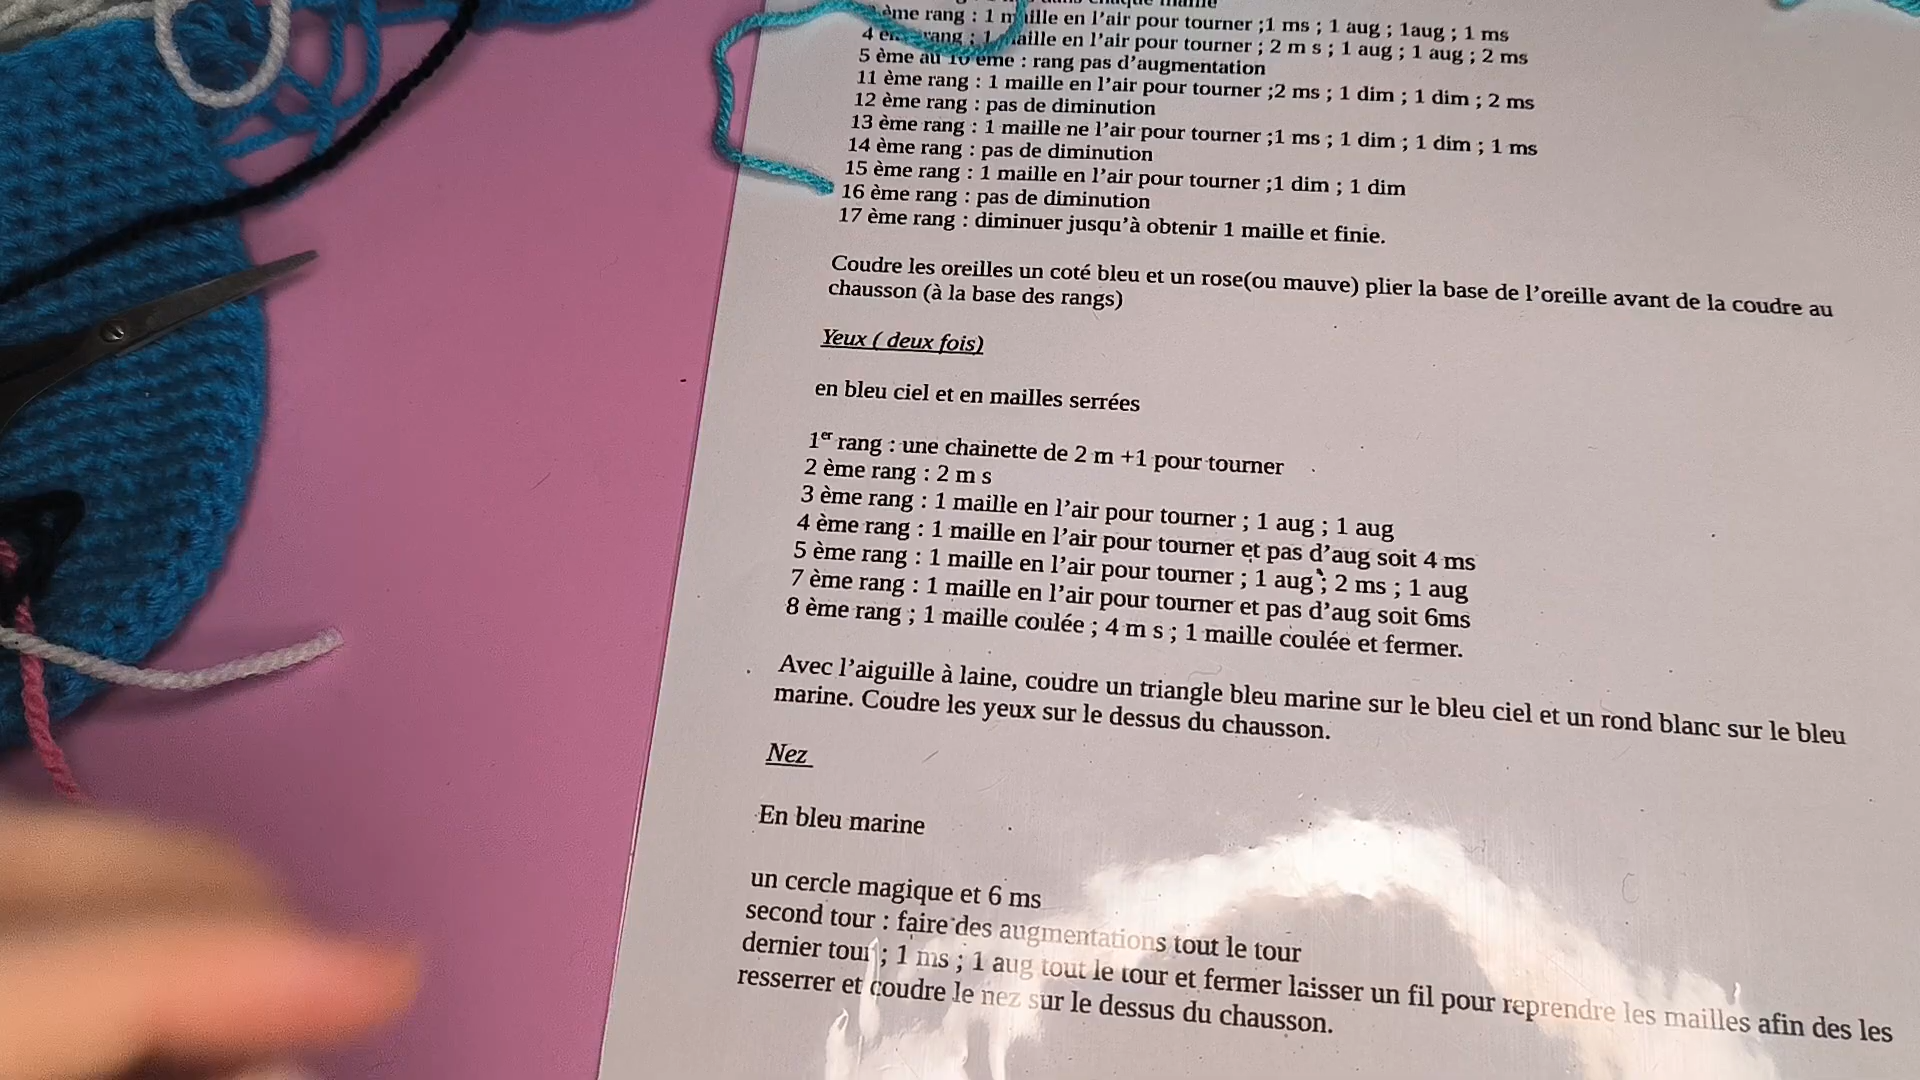 ème rang : 1 maille en l'air pour tourner ;1 ms ; 1 aug ; 1aug ; 1 ms
4 ème rang : 1 maille en l'air pour tourner ; 2 m s ; 1 aug ; 1 aug ; 2 ms
5 ème au 10 ème : rang pas d'augmentation
11 ème rang : 1 maille en l'air pour tourner ;2 ms ; 1 dim ; 1 dim ; 2 ms
12 ème rang : pas de diminution
13 ème rang : 1 maille ne l'air pour tourner ;1 ms ; 1 dim ; 1 dim ; 1 ms
14 ème rang : pas de diminution
15 ème rang : 1 maille en l'air pour tourner ;1 dim ; 1 dim
16 ème rang : pas de diminution
17 ème rang : diminuer jusqu'à obtenir 1 maille et finie.
Coudre les oreilles un coté bleu et un rose(ou mauve) plier la base de l'oreille avant de la coudre au
chausson (à la base des rangs)
Yeux ( deux fois)
en bleu ciel et en mailles serrées
1er rang : une chainette de 2 m +1 pour tourner
2 ème rang : 2 m s
3 ème rang : 1 maille en l'air pour tourner ; 1 aug ; 1 aug
4 ème rang : 1 maille en l'air pour tourner et pas d'aug soit 4 ms
5 ème rang : 1 maille en l'air pour tourner ; 1 aug ; 2 ms ; 1 aug
7 ème rang : 1 maille en l'air pour tourner et pas d'aug soit 6ms
8 ème rang ; 1 maille coulée ; 4 m s ; 1 maille coulée et fermer.
Avec l'aiguille à laine, coudre un triangle bleu marine sur le bleu ciel et un rond blanc sur le bleu
marine. Coudre les yeux sur le dessus du chausson.
Nez
En bleu marine
un cercle magique et 6 ms
second tour : faire des augmentations tout le tour
dernier tour ; 1 ms ; 1 aug tout le tour et fermer laisser un fil pour reprendre les mailles afin des les
resserrer et coudre le nez sur le dessus du chausson.